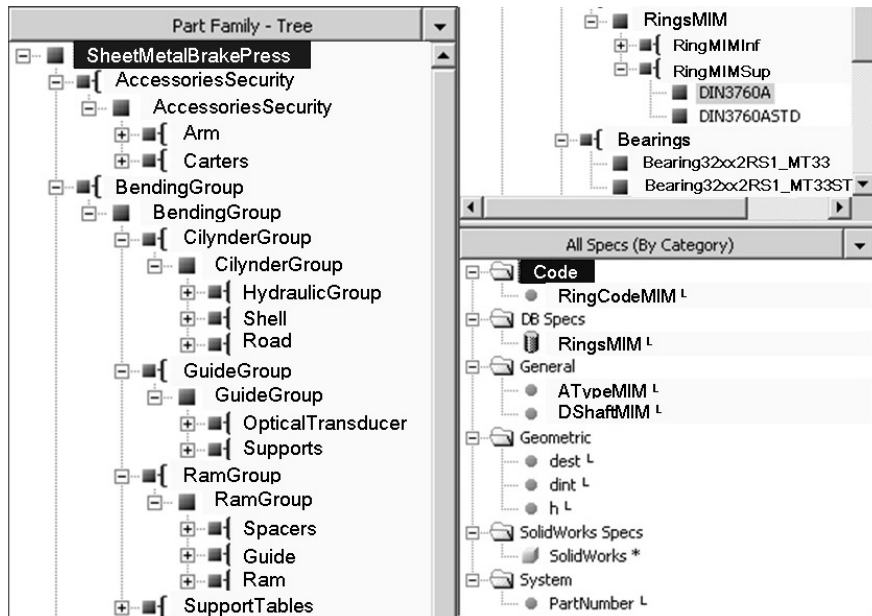 Part Family - Tree
SheetMetalBrakePress
AccessoriesSecurity
AccessoriesSecurity
Arm
Carters
BendingGroup
BendingGroup
CilynderGroup
CilynderGroup
HydraulicGroup
Shell
Road
GuideGroup
GuideGroup
OpticalTransducer
Supports
RamGroup
RamGroup
Spacers
Guide
Ram
SupportTables
RingsMIM
RingMIMInf
RingMIMSup
DIN3760A
DIN3760ASTD
Bearings
Bearing32xx2RS1_MT33
Bearing32xx2RS1_MT33ST
All Specs (By Category)
Code
RingCodeMIM L
DB Specs
RingsMIM L
General
ATypeMIM L
DShaftMIM L
Geometric
dest L
dint L
h L
SolidWorks Specs
SolidWorks *
System
PartNumber L